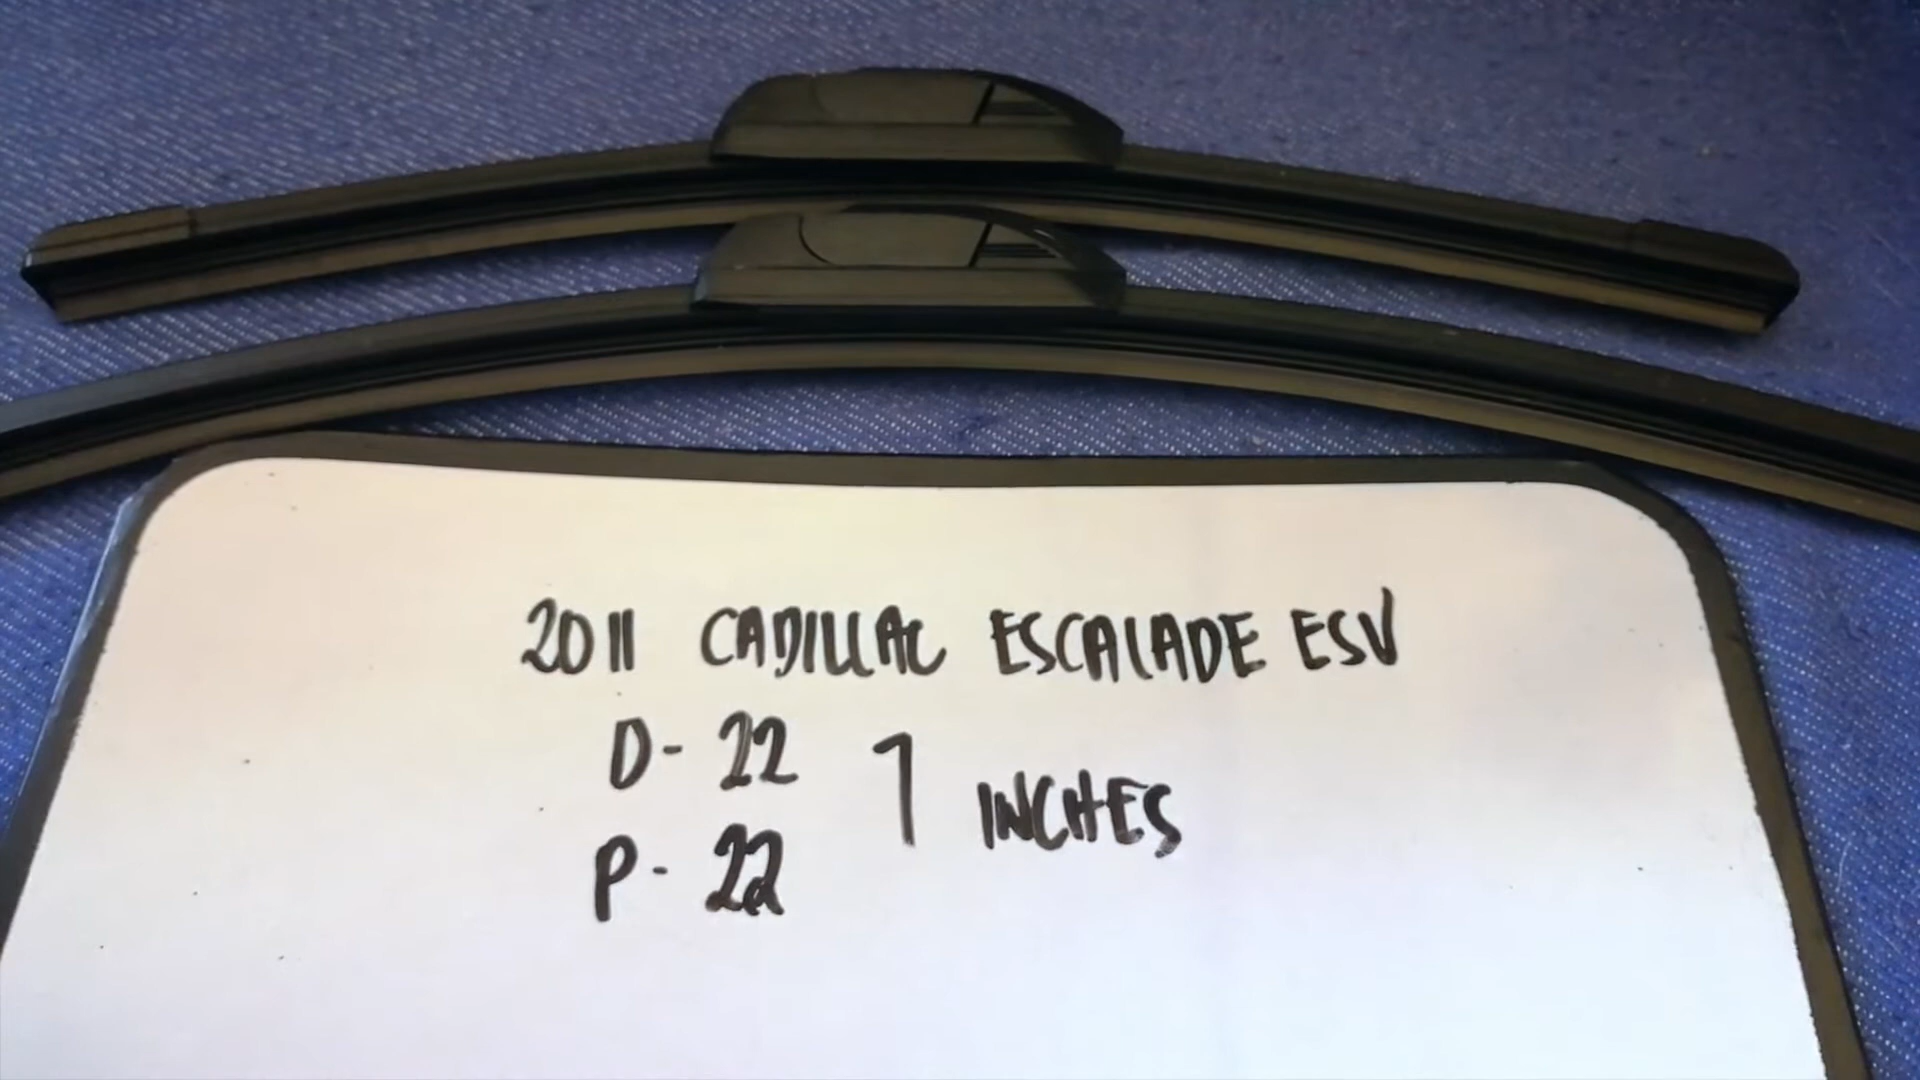 2011 CADILLAC ESCALADE ESV
D- 22
INCHES
P- 22